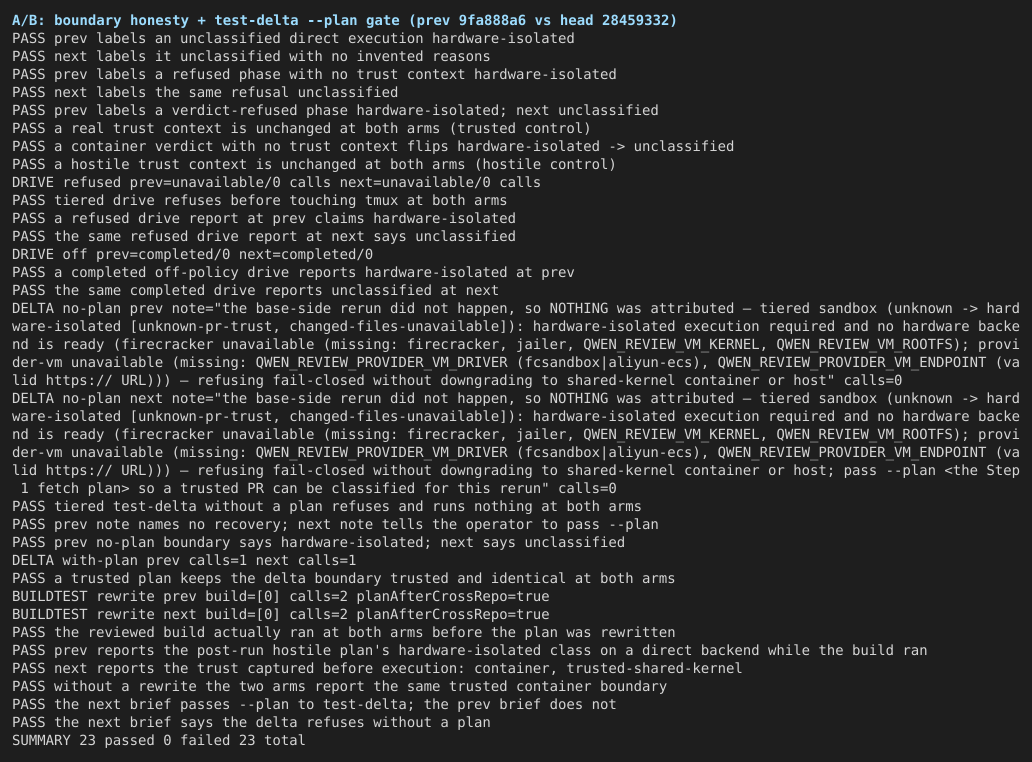 A/B: boundary honesty + test-delta --plan gate (prev 9fa888a6 vs head 28459332)
PASS prev labels an unclassified direct execution hardware-isolated
PASS next labels it unclassified with no invented reasons
PASS prev labels a refused phase with no trust context hardware-isolated
PASS next labels the same refusal unclassified
PASS prev labels a verdict-refused phase hardware-isolated; next unclassified
PASS a real trust context is unchanged at both arms (trusted control)
PASS a container verdict with no trust context flips hardware-isolated -> unclassified
PASS a hostile trust context is unchanged at both arms (hostile control)
DRIVE refused prev=unavailable/0 calls next=unavailable/0 calls
PASS tiered drive refuses before touching tmux at both arms
PASS a refused drive report at prev claims hardware-isolated
PASS the same refused drive report at next says unclassified
DRIVE off prev=completed/0 next=completed/0
PASS a completed off-policy drive reports hardware-isolated at prev
PASS the same completed drive reports unclassified at next
DELTA no-plan prev note="the base-side rerun did not happen, so NOTHING was attributed — tiered sandbox (unknown -> hard
ware-isolated [unknown-pr-trust, changed-files-unavailable]): hardware-isolated execution required and no hardware backe
nd is ready (firecracker unavailable (missing: firecracker, jailer, QWEN_REVIEW_VM_KERNEL, QWEN_REVIEW_VM_ROOTFS); provi
der-vm unavailable (missing: QWEN_REVIEW_PROVIDER_VM_DRIVER (fcsandbox|aliyun-ecs), QWEN_REVIEW_PROVIDER_VM_ENDPOINT (va
lid https:// URL))) — refusing fail-closed without downgrading to shared-kernel container or host" calls=0
DELTA no-plan next note="the base-side rerun did not happen, so NOTHING was attributed — tiered sandbox (unknown -> hard
ware-isolated [unknown-pr-trust, changed-files-unavailable]): hardware-isolated execution required and no hardware backe
nd is ready (firecracker unavailable (missing: firecracker, jailer, QWEN_REVIEW_VM_KERNEL, QWEN_REVIEW_VM_ROOTFS); provi
der-vm unavailable (missing: QWEN_REVIEW_PROVIDER_VM_DRIVER (fcsandbox|aliyun-ecs), QWEN_REVIEW_PROVIDER_VM_ENDPOINT (va
lid https:// URL))) — refusing fail-closed without downgrading to shared-kernel container or host; pass --plan <the Step
 1 fetch plan> so a trusted PR can be classified for this rerun" calls=0
PASS tiered test-delta without a plan refuses and runs nothing at both arms
PASS prev note names no recovery; next note tells the operator to pass --plan
PASS prev no-plan boundary says hardware-isolated; next says unclassified
DELTA with-plan prev calls=1 next calls=1
PASS a trusted plan keeps the delta boundary trusted and identical at both arms
BUILDTEST rewrite prev build=[0] calls=2 planAfterCrossRepo=true
BUILDTEST rewrite next build=[0] calls=2 planAfterCrossRepo=true
PASS the reviewed build actually ran at both arms before the plan was rewritten
PASS prev reports the post-run hostile plan's hardware-isolated class on a direct backend while the build ran
PASS next reports the trust captured before execution: container, trusted-shared-kernel
PASS without a rewrite the two arms report the same trusted container boundary
PASS the next brief passes --plan to test-delta; the prev brief does not
PASS the next brief says the delta refuses without a plan
SUMMARY 23 passed 0 failed 23 total